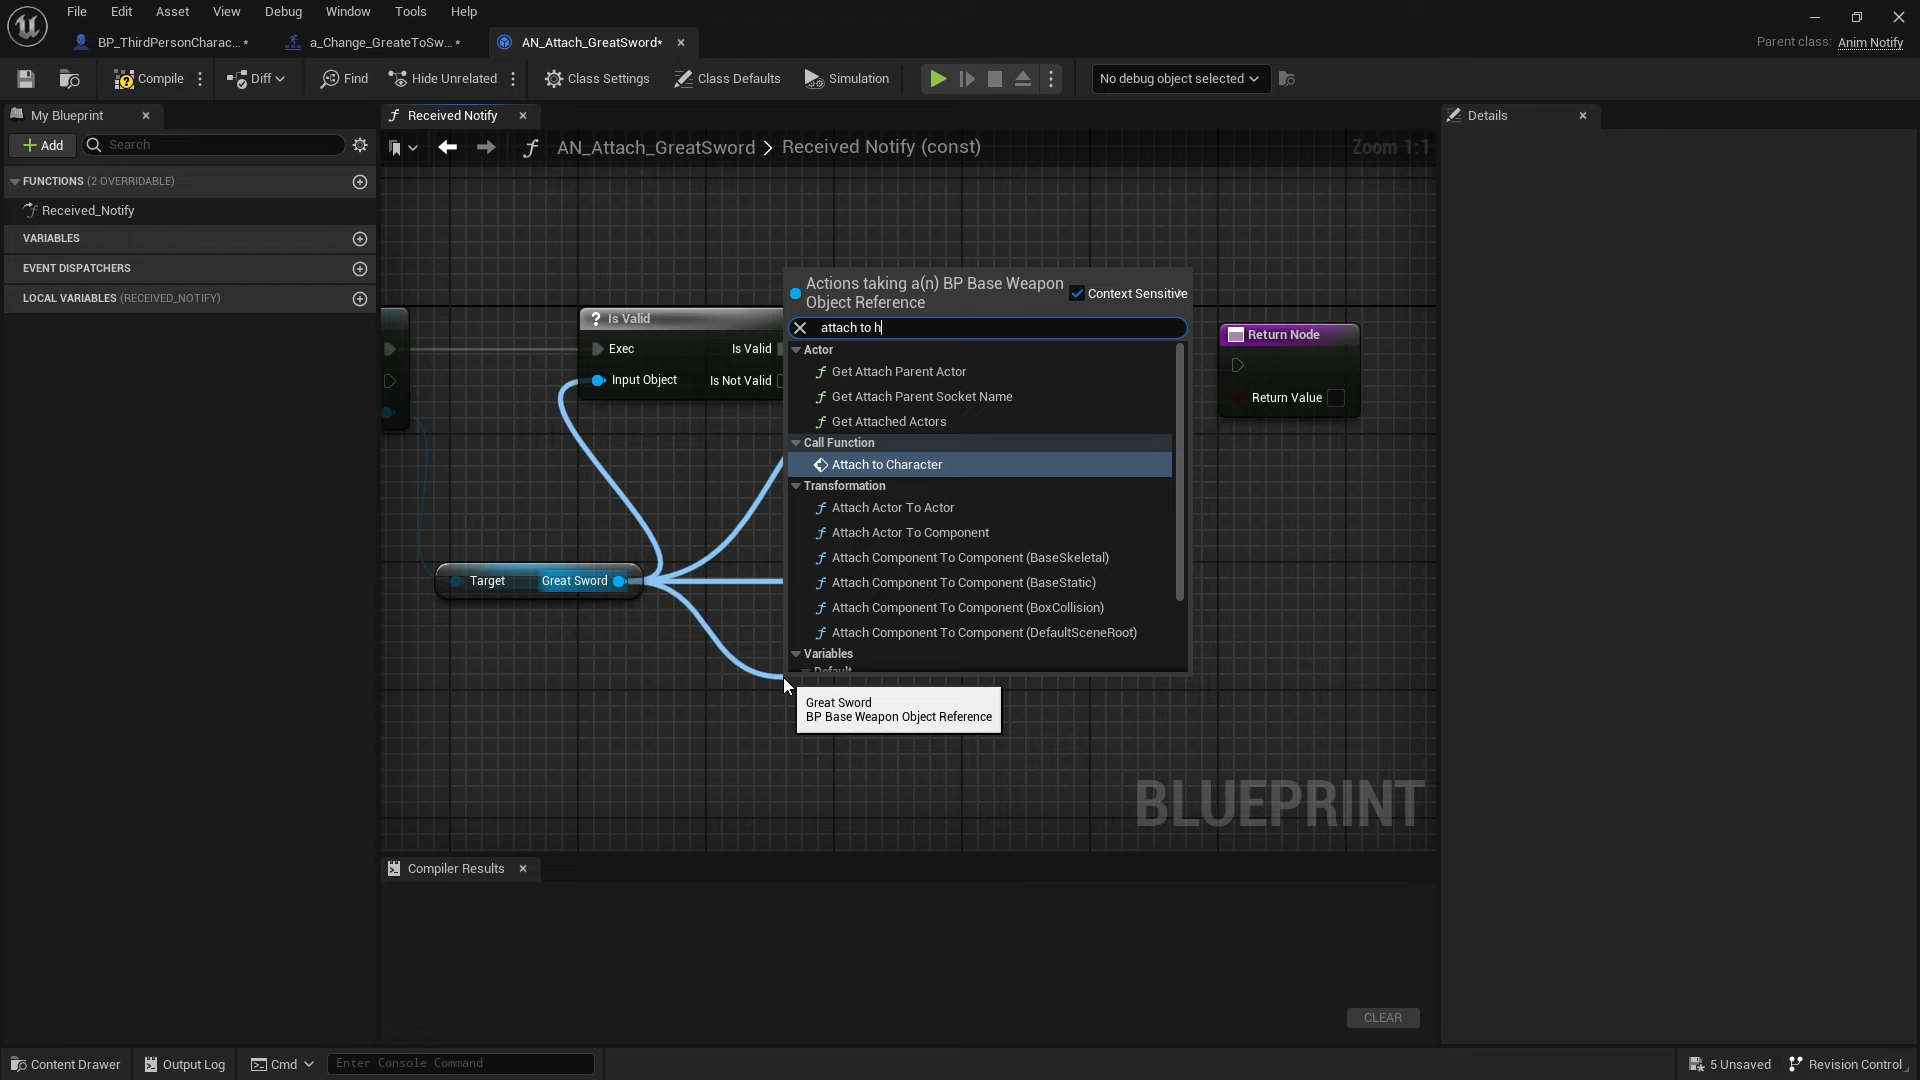 File Edit Asset View Debug Window Tools Help
BP_ThirdPersonCharac... * a_Change_GreateToSw... * AN_Attach_GreatSword*
Parent class: Anim Notify
Compile Diff Find Hide Unrelated Class Settings Class Defaults Simulation No debug object selected
My Blueprint
Add Search
FUNCTIONS (2 OVERRIDABLE)
Received_Notify
VARIABLES
EVENT DISPATCHERS
LOCAL VARIABLES (RECEIVED_NOTIFY)
Received Notify
AN_Attach_GreatSword > Received Notify (const)
Zoom 1:1
Is Valid
Exec Is Valid
Input Object Is Not Valid
Target Great Sword
Actions taking a(n) BP Base Weapon
Object Reference
Context Sensitive
attach to h
Actor
Get Attach Parent Actor
Get Attach Parent Socket Name
Get Attached Actors
Call Function
Attach to Character
Transformation
Attach Actor To Actor
Attach Actor To Component
Attach Component To Component (BaseSkeletal)
Attach Component To Component (BaseStatic)
Attach Component To Component (BoxCollision)
Attach Component To Component (DefaultSceneRoot)
Variables
Default
Great Sword
BP Base Weapon Object Reference
Return Node
Return Value
BLUEPRINT
Details
Compiler Results
CLEAR
Content Drawer Output Log Cmd Enter Console Command
5 Unsaved Revision Control